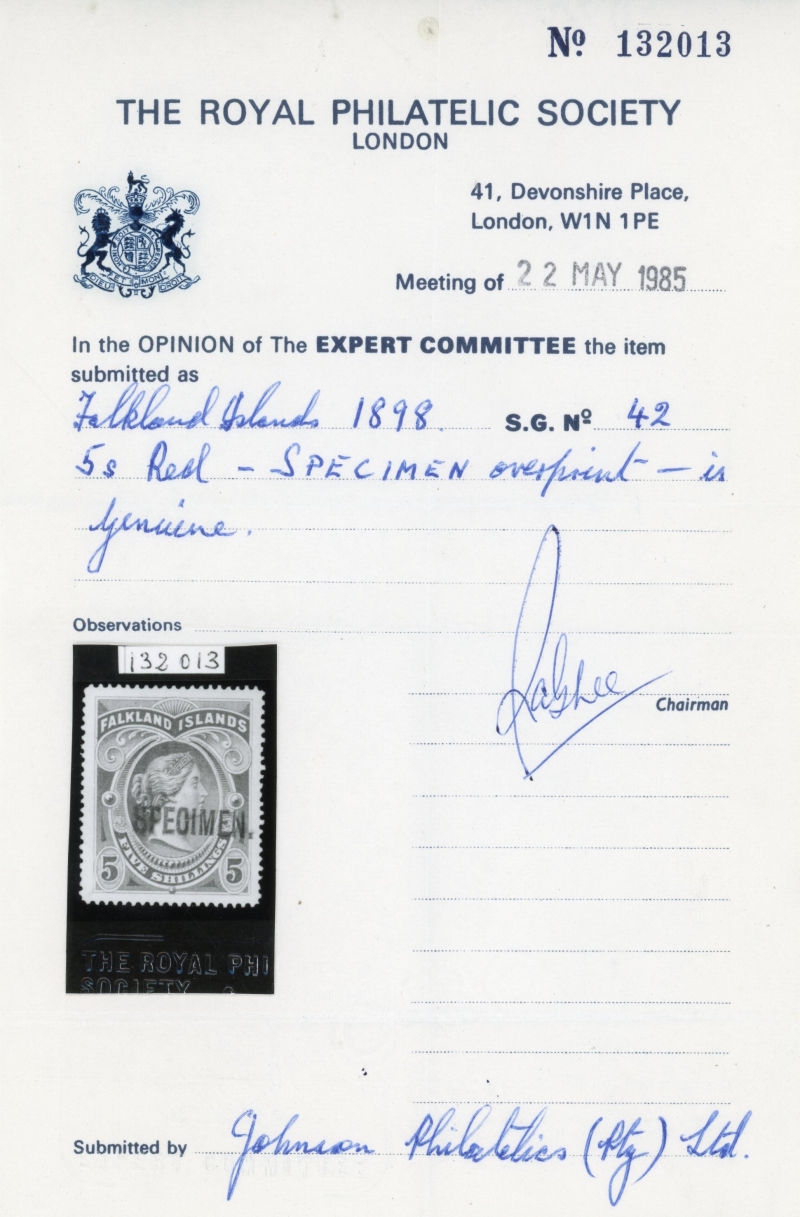 Nº 132013
THE ROYAL PHILATELIC SOCIETY
LONDON
41, Devonshire Place,
London, W1N 1PE
Meeting of 22 MAY 1985
In the OPINION of The EXPERT COMMITTEE the item
submitted as
Falkland Islands 1898. S.G. Nº 42
5s Red - SPECIMEN overprint - is
genuine.
Observations
Chairman
132 013
FALKLAND ISLANDS
SPECIMEN.
5 FIVE SHILLINGS 5
THE ROYAL PHI
SOCIETY
Submitted by Johnson Philatelics (Pty) Ltd.